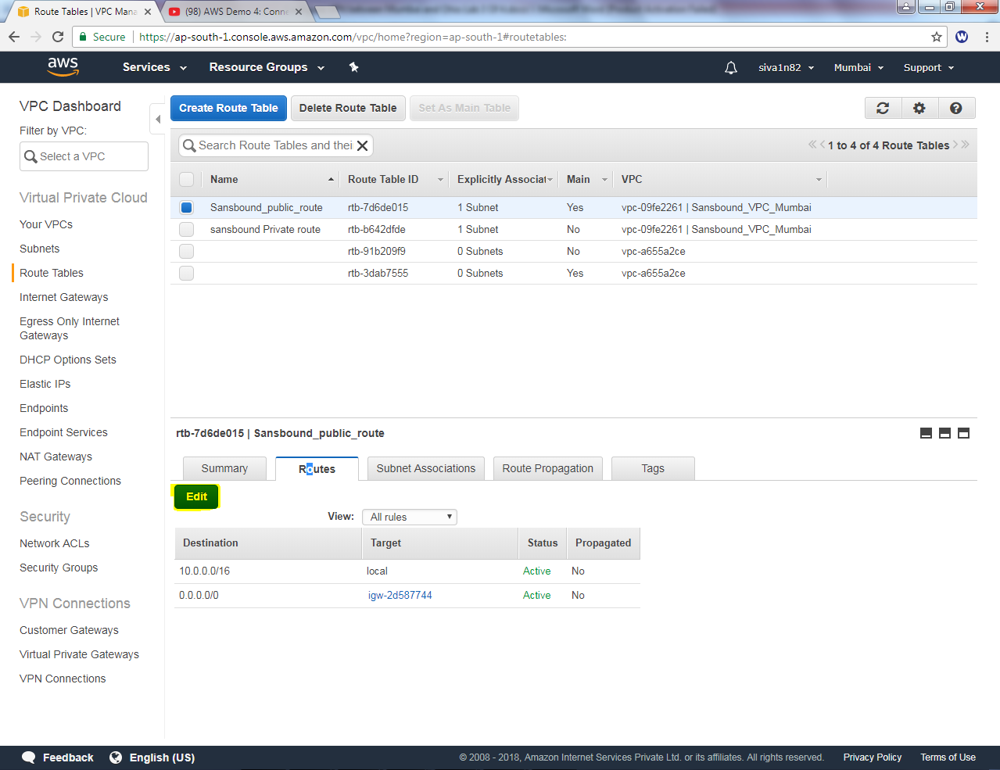 Route Tables | VPC Mana
(98) AWS Demo 4: Conne
Secure
https://ap-south-1.console.aws.amazon.com/vpc/home?region=ap-south-1#routetables:
aws
Services
Resource Groups
siva1n82
Mumbai
Support
VPC Dashboard
Filter by VPC:
Select a VPC
Virtual Private Cloud
Your VPCs
Subnets
Route Tables
Internet Gateways
Egress Only Internet
Gateways
DHCP Options Sets
Elastic IPs
Endpoints
Endpoint Services
NAT Gateways
Peering Connections
Security
Network ACLs
Security Groups
VPN Connections
Customer Gateways
Virtual Private Gateways
VPN Connections
Create Route Table
Delete Route Table
Set As Main Table
Search Route Tables and thei
1 to 4 of 4 Route Tables
Name Route Table ID Explicitly Associat Main VPC
Sansbound_public_route rtb-7d6de015 1 Subnet Yes vpc-09fe2261 | Sansbound_VPC_Mumbai
sansbound Private route rtb-b642dfde 1 Subnet No vpc-09fe2261 | Sansbound_VPC_Mumbai
rtb-91b209f9 0 Subnets No vpc-a655a2ce
rtb-3dab7555 0 Subnets Yes vpc-a655a2ce
rtb-7d6de015 | Sansbound_public_route
Summary
Routes
Subnet Associations
Route Propagation
Tags
Edit
View: All rules
Destination Target Status Propagated
10.0.0.0/16 local Active No
0.0.0.0/0 igw-2d587744 Active No
Feedback
English (US)
© 2008 - 2018, Amazon Internet Services Private Ltd. or its affiliates. All rights reserved.
Privacy Policy
Terms of Use